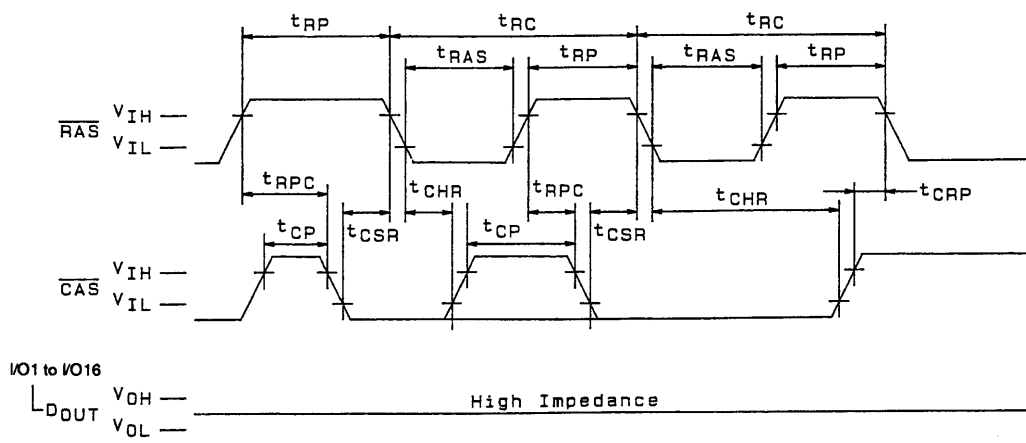 tRP tRC tRC
tRAS tRP tRAS tRP
RAS VIH
VIL
tRPC tCHR tRPC tCHR tCRP
tCSR tCSR
tCP tCP
CAS VIH
VIL
I/O1 to I/O16
DOUT VOH High Impedance
VOL